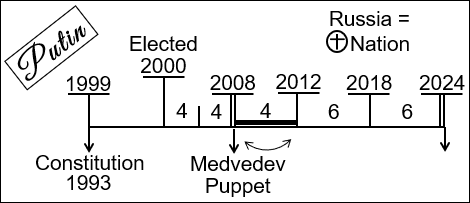 Putin
Russia =
Nation
Elected
2000
1999
2008
2012
2018
2024
4
4
4
6
6
Constitution
1993
Medvedev
Puppet